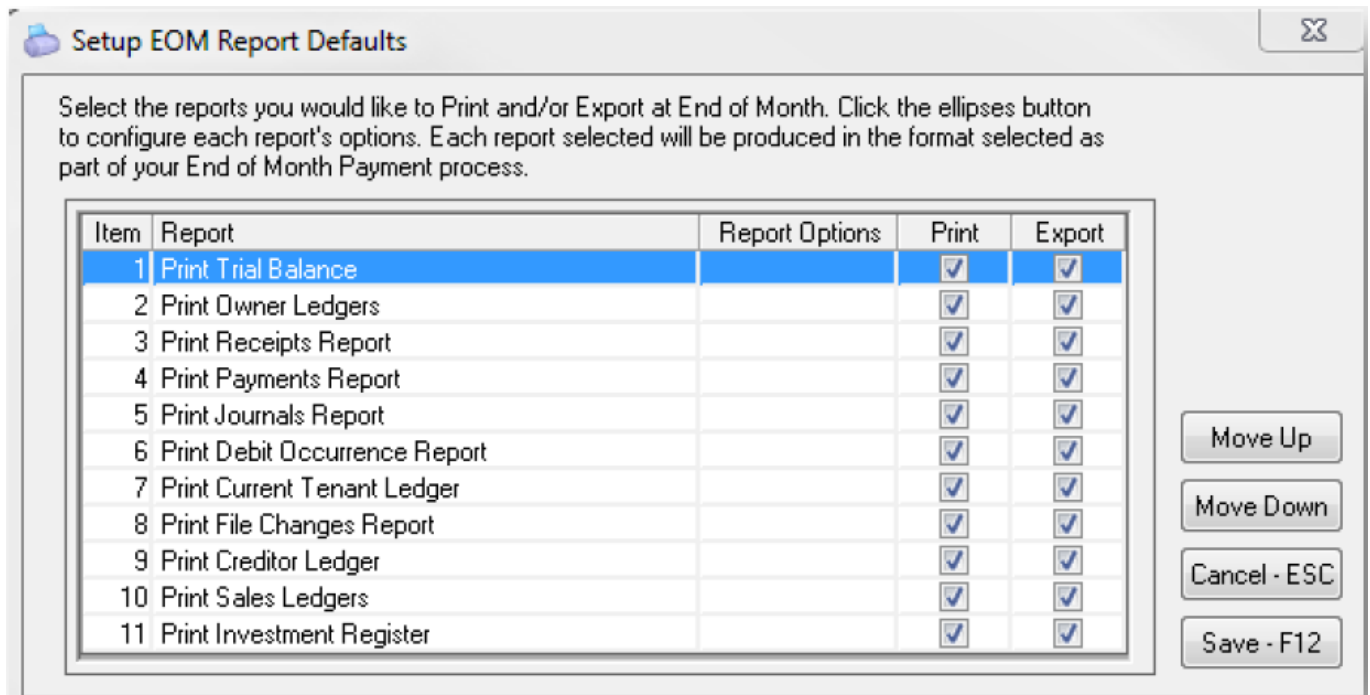 Setup EOM Report Defaults
Select the reports you would like to Print and/or Export at End of Month. Click the ellipses button
to configure each report's options. Each report selected will be produced in the format selected as
part of your End of Month Payment process.
Item Report Report Options Print Export
1 Print Trial Balance
2 Print Owner Ledgers
3 Print Receipts Report
4 Print Payments Report
5 Print Journals Report
6 Print Debit Occurrence Report
7 Print Current Tenant Ledger
8 Print File Changes Report
9 Print Creditor Ledger
10 Print Sales Ledgers
11 Print Investment Register
Move Up
Move Down
Cancel - ESC
Save - F12